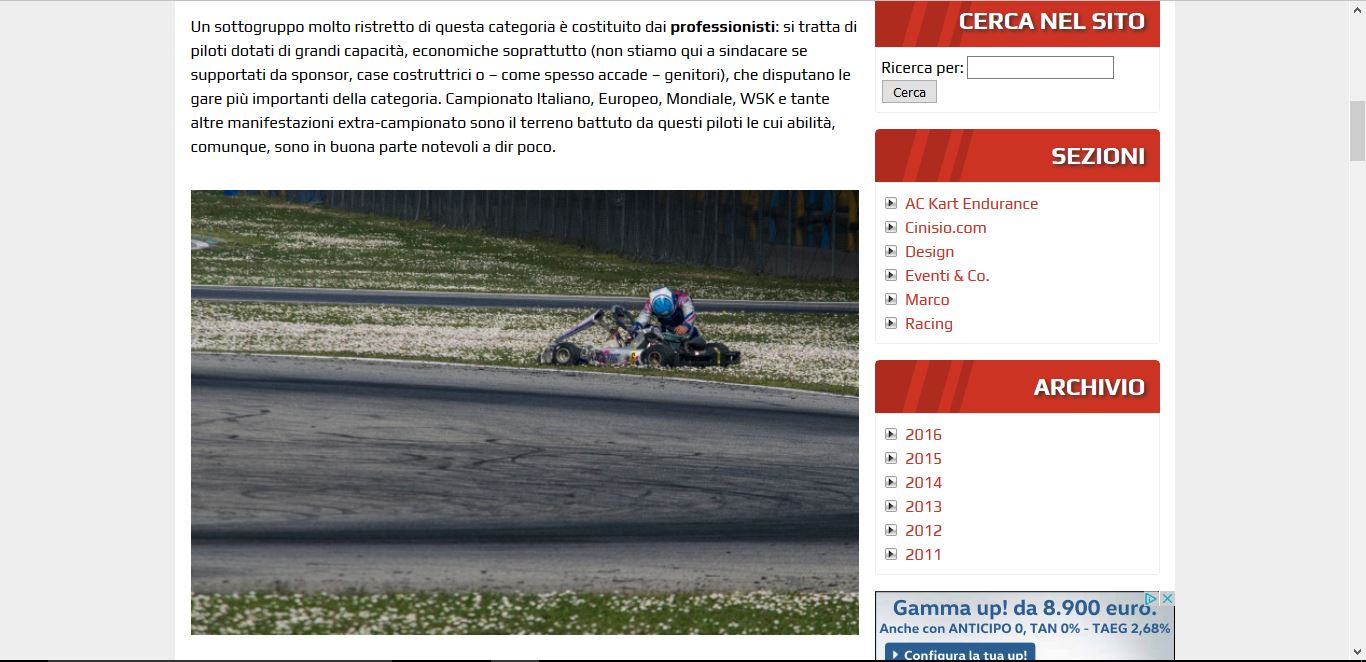 Un sottogruppo molto ristretto di questa categoria è costituito dai professionisti: si tratta di
piloti dotati di grandi capacità, economiche soprattutto (non stiamo qui a sindacare se
supportati da sponsor, case costruttrici o – come spesso accade – genitori), che disputano le
gare più importanti della categoria. Campionato Italiano, Europeo, Mondiale, WSK e tante
altre manifestazioni extra-campionato sono il terreno battuto da questi piloti le cui abilità,
comunque, sono in buona parte notevoli a dir poco.
CERCA NEL SITO
Ricerca per:
Cerca
SEZIONI
AC Kart Endurance
Cinisio.com
Design
Eventi & Co.
Marco
Racing
ARCHIVIO
2016
2015
2014
2013
2012
2011
Gamma up! da 8.900 euro.
Anche con ANTICIPO 0, TAN 0% - TAEG 2,68%
Configura la tua up!